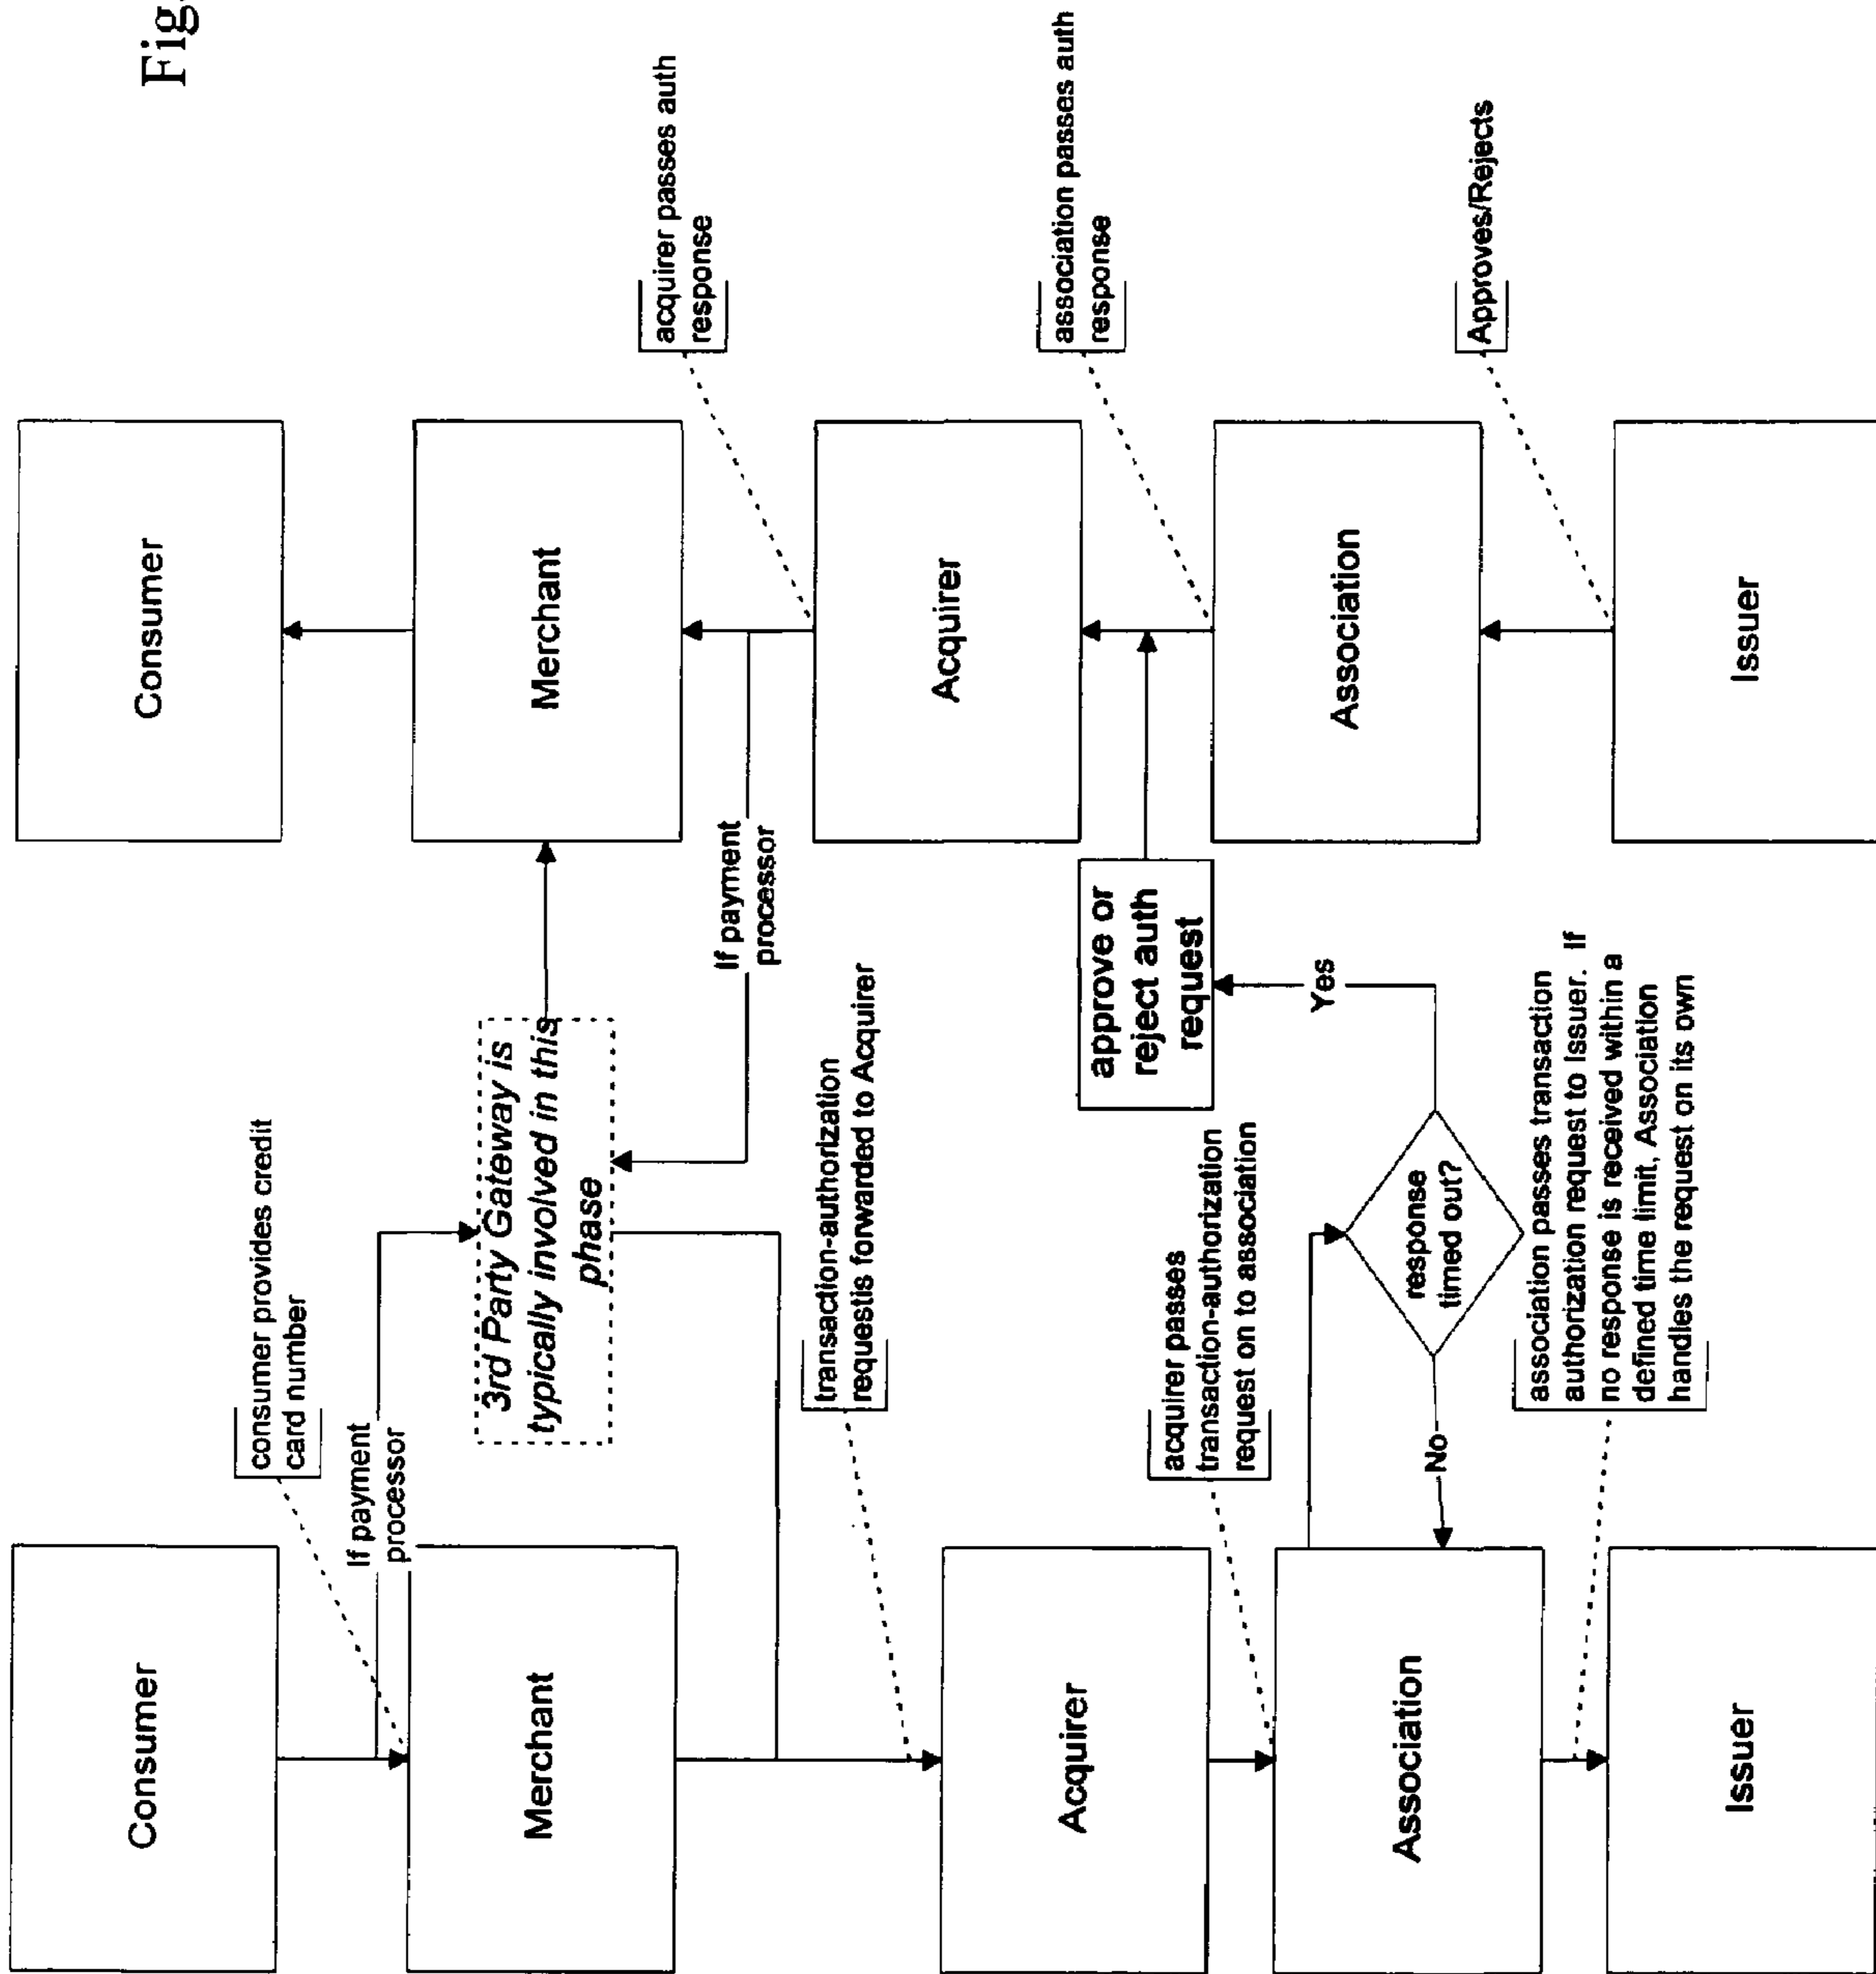 Fig
Consumer
consumer provides credit
card number
If payment
processor
Merchant
3rd Party Gateway is
typically involved in this
phase
transaction-authorization
requestis forwarded to Acquirer
Acquirer
acquirer passes
transaction-authorization
request on to association
Association
response
timed out?
No
Yes
approve or
reject auth
request
association passes transaction
authorization request to Issuer. If
no response is received within a
defined time limit, Association
handles the request on its own
Issuer
Consumer
Merchant
If payment
processor
acquirer passes auth
response
Acquirer
association passes auth
response
Association
Approves/Rejects
Issuer